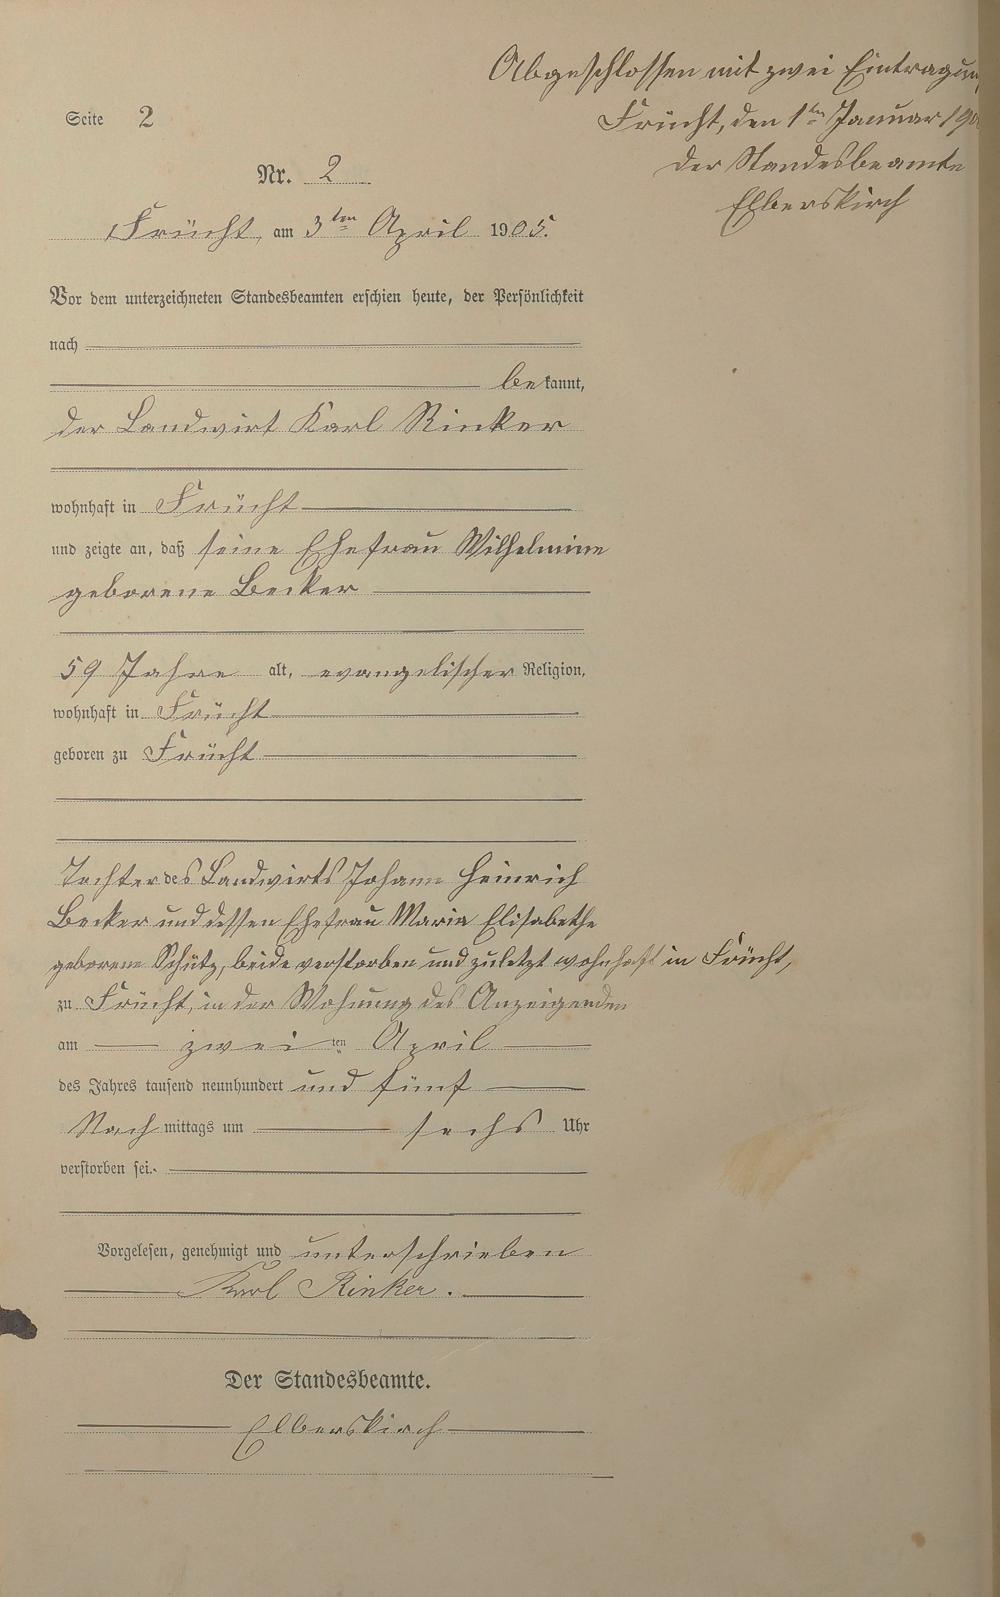 Abgeschlossen mit zwei
Frücht, den 1ten Januar
der Standesbeamte
Elberskirch
Seite 2
Nr. 2
Frücht, am 3ten April 1905.
Vor dem unterzeichneten Standesbeamten erschien heute, der Persönlichkeit
nach
bekannt,
der Landwirt Karl Rinker
wohnhaft in Frücht
und zeigte an, daß seine Ehefrau Wilhelmine
geborene Becker
59 Jahre alt, evangelischer Religion,
wohnhaft in Frücht
geboren zu Frücht
Tochter des Landwirts Johann Heinrich
Becker und dessen Ehefrau Maria Elisabethe
geborene Schütz, beide verstorben und zuletzt wohnhaft in Frücht,
zu Frücht, in der Wohnung des Anzeigenden
am zweiten April
des Jahres tausend neunhundert und fünf
Nachmittags um sechs Uhr
verstorben sei.
Vorgelesen, genehmigt und unterschrieben
Karl Rinker.
Der Standesbeamte.
Elberskirch